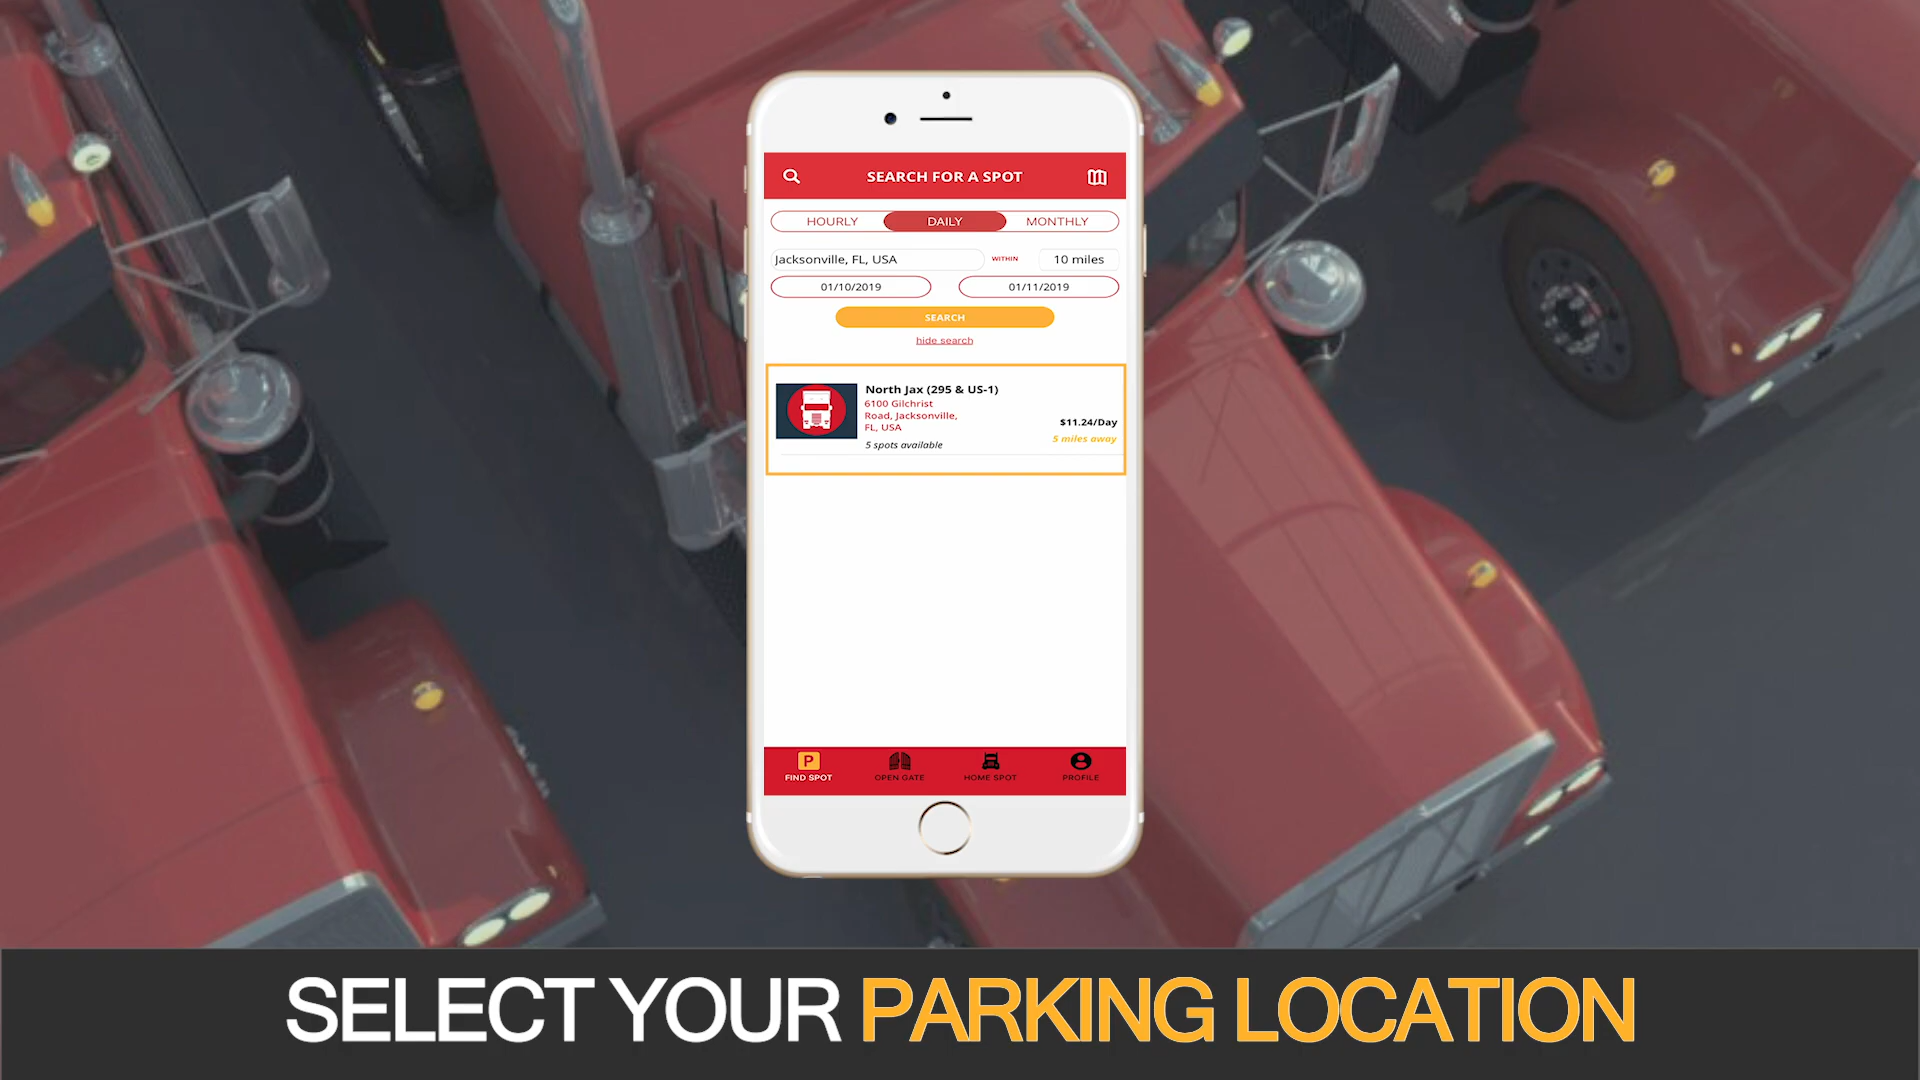 SEARCH FOR A SPOT
HOURLY DAILY MONTHLY
Jacksonville, FL, USA WITHIN 10 miles
01/10/2019 01/11/2019
SEARCH
hide search
North Jax (295 & US-1)
6100 Gilchrist
Road, Jacksonville,
FL, USA
$11.24/Day
5 miles away
5 spots available
P
FIND SPOT OPEN GATE HOME SPOT PROFILE
SELECT YOUR PARKING LOCATION